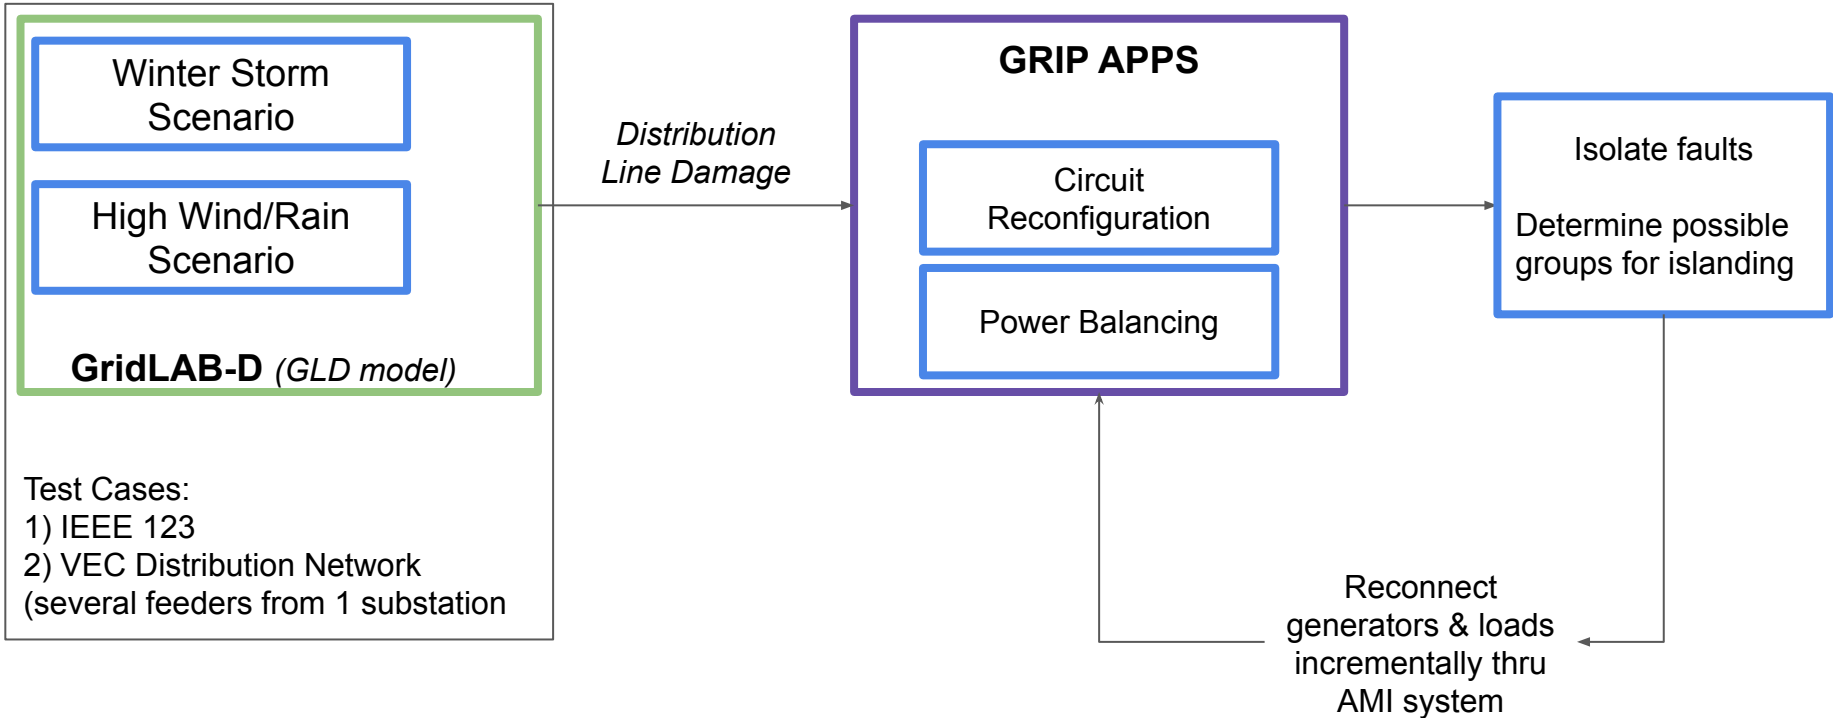 Winter Storm
Scenario
High Wind/Rain
Scenario
GridLAB-D (GLD model)
Test Cases:
1) IEEE 123
2) VEC Distribution Network
(several feeders from 1 substation
Distribution
Line Damage
GRIP APPS
Circuit
Reconfiguration
Power Balancing
Isolate faults
Determine possible
groups for islanding
Reconnect
generators & loads
incrementally thru
AMI system